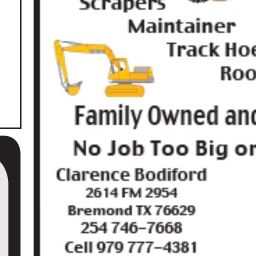 Scrapers
Maintainer
Track Hoe
Roo
Family Owned and
No Job Too Big or
Clarence Bodiford
2614 FM 2954
Bremond TX 76629
254 746-7668
Cell 979 777-4381